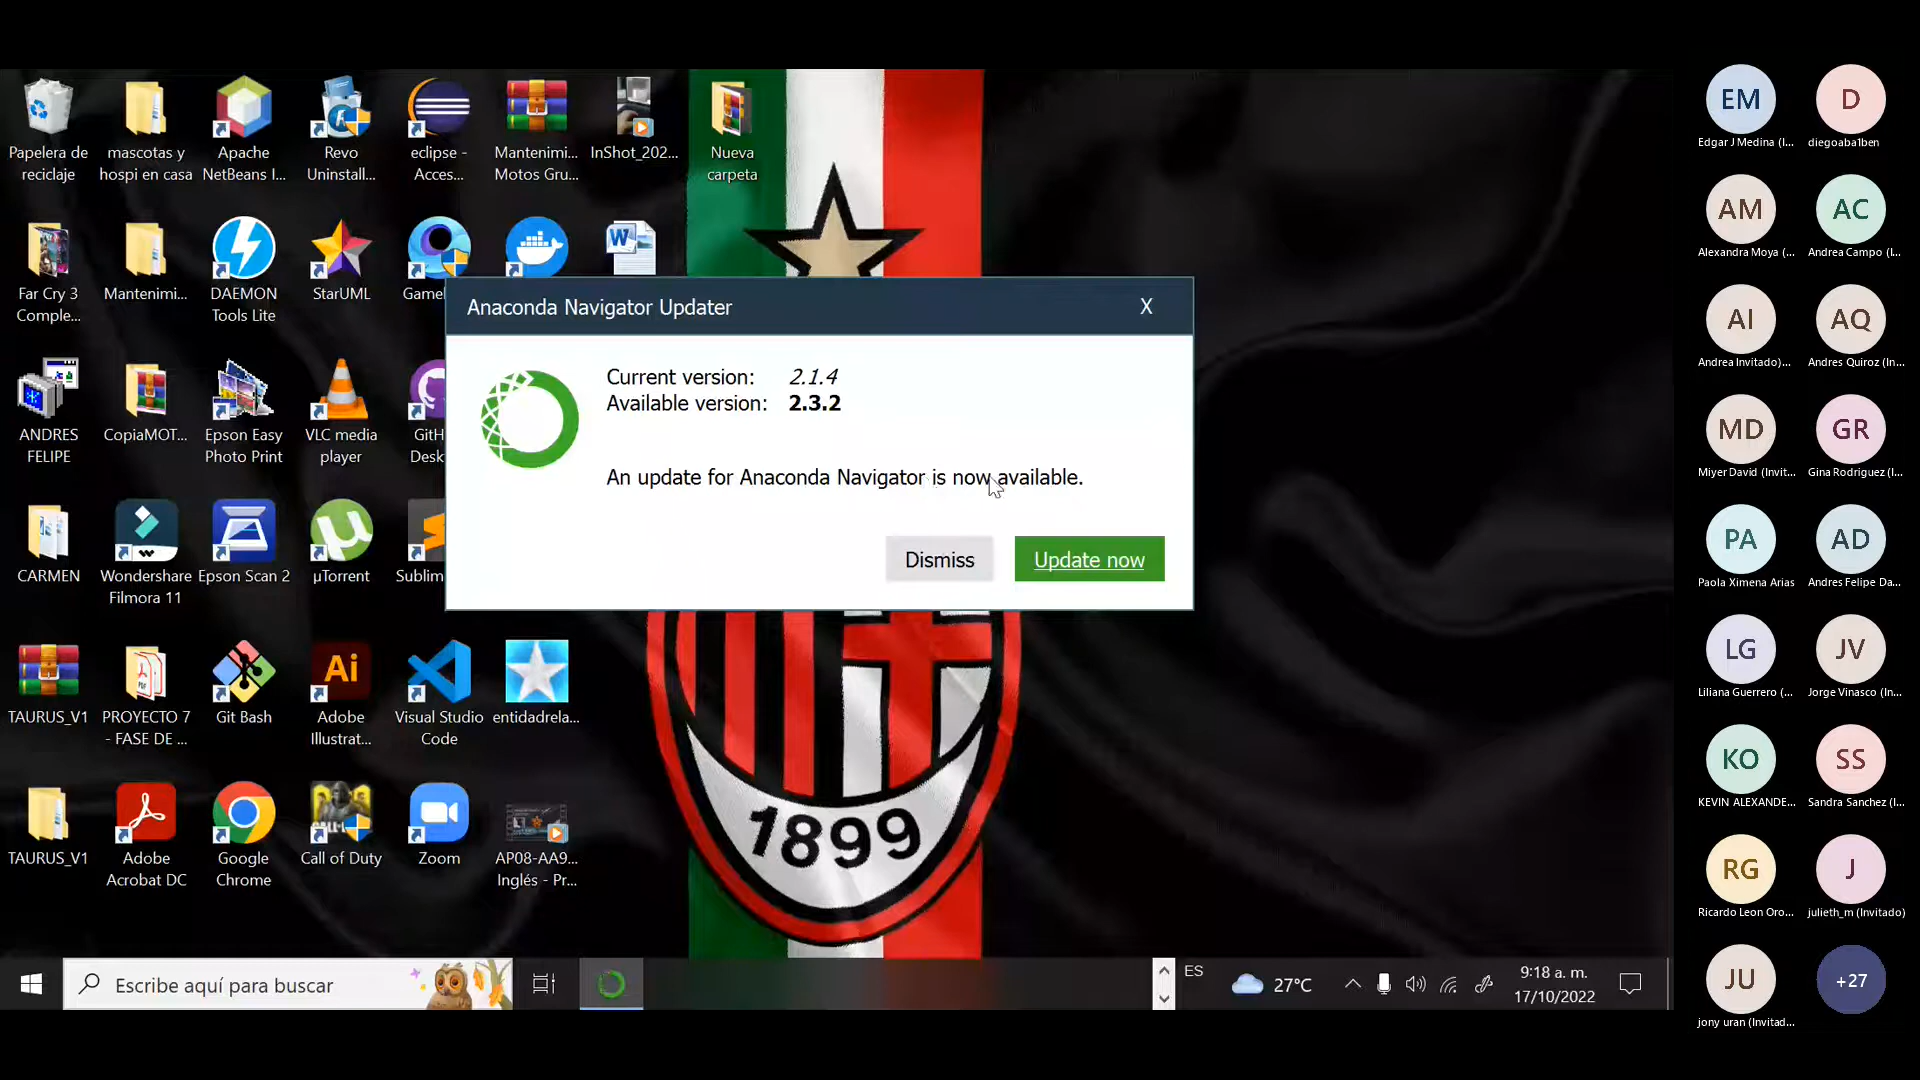 Papelera de
reciclaje
mascotas y
hospi en casa
Apache
NetBeans I...
Revo
Uninstall...
eclipse -
Acces...
Mantenimi...
Motos Gru...
InShot_202...
Nueva
carpeta
Far Cry 3
Comple...
Mantenimi...
DAEMON
Tools Lite
StarUML
Game
Anaconda Navigator Updater
X
Current version: 2.1.4
Available version: 2.3.2
An update for Anaconda Navigator is now available.
Dismiss
Update now
ANDRES
FELIPE
CopiaMOT...
Epson Easy
Photo Print
VLC media
player
GitH
Desk
CARMEN
Wondershare
Filmora 11
Epson Scan 2
µTorrent
Sublim
TAURUS_V1
PROYECTO 7
- FASE DE ...
Git Bash
Ai
Adobe
Illustrat...
Visual Studio
Code
entidadrela...
TAURUS_V1
Adobe
Acrobat DC
Google
Chrome
Call of Duty
Zoom
AP08-AA9...
Inglés - Pr...
1899
Escribe aquí para buscar
ES
27°C
9:18 a. m.
17/10/2022
EM
Edgar J Medina (I...
D
diegoaba1ben
AM
Alexandra Moya (...
AC
Andrea Campo (I...
AI
Andrea Invitado)...
AQ
Andres Quiroz (In...
MD
Miyer David (Invit...
GR
Gina Rodriguez (I...
PA
Paola Ximena Arias
AD
Andres Felipe Da...
LG
Liliana Guerrero (...
JV
Jorge Vinasco (In...
KO
KEVIN ALEXANDE...
SS
Sandra Sanchez (I...
RG
Ricardo Leon Oro...
J
julieth_m (Invitado)
JU
jony uran (Invitad...
+27